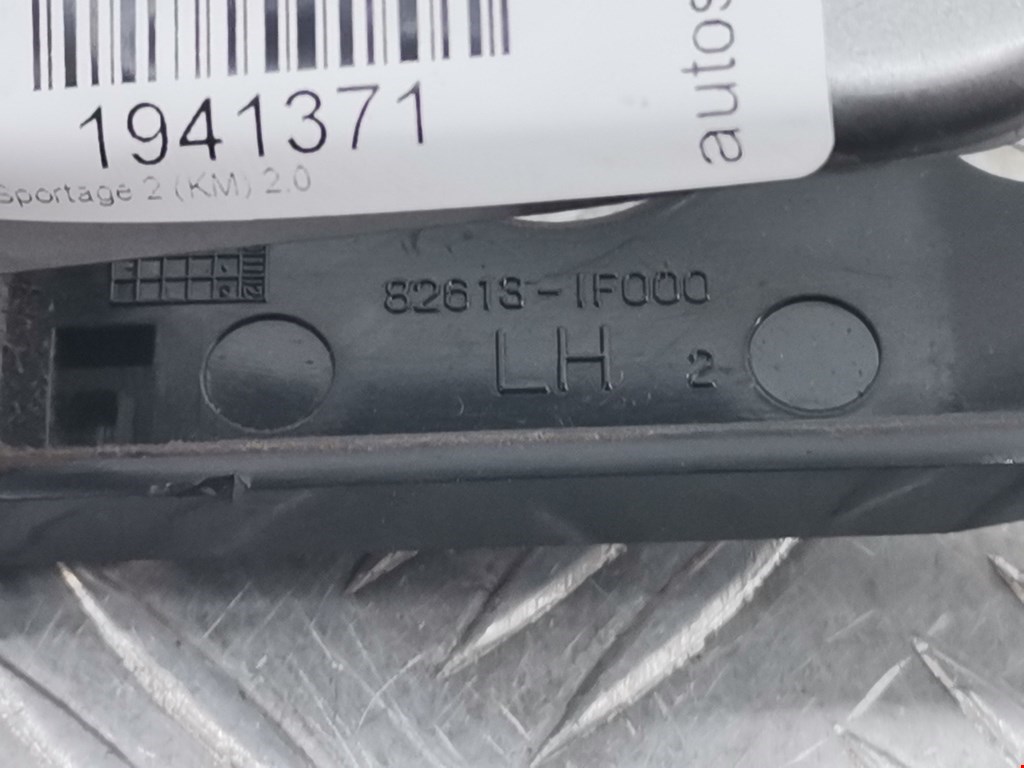 1941371
Sportage 2 (KM) 2.0
autos
82613-1F000
LH 2